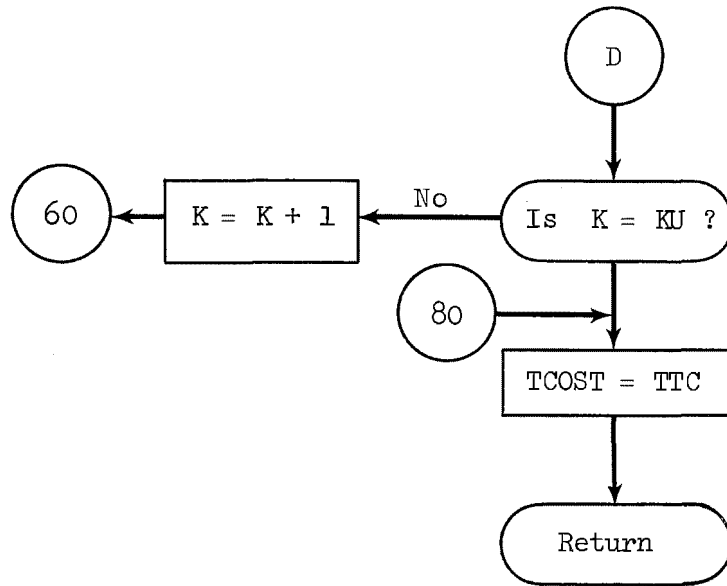 D
Is K = KU ?
No
K = K + 1
60
80
TCOST = TTC
Return